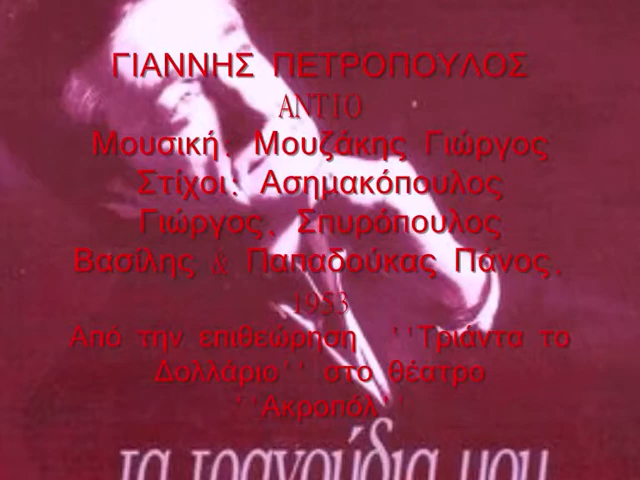 ΓΙΑΝΝΗΣ ΠΕΤΡΟΠΟΥΛΟΣ
ΑΝΤΙΟ
Μουσική: Μουζάκης Γιώργος
Στίχοι: Ασημακόπουλος
Γιώργος, Σπυρόπουλος
Βασίλης & Παπαδούκας Πάνος,
1953
Από την επιθεώρηση ''Τριάντα το
Δολλάριο'' στο θέατρο
''Ακροπόλ''
τα τραγούδια μου